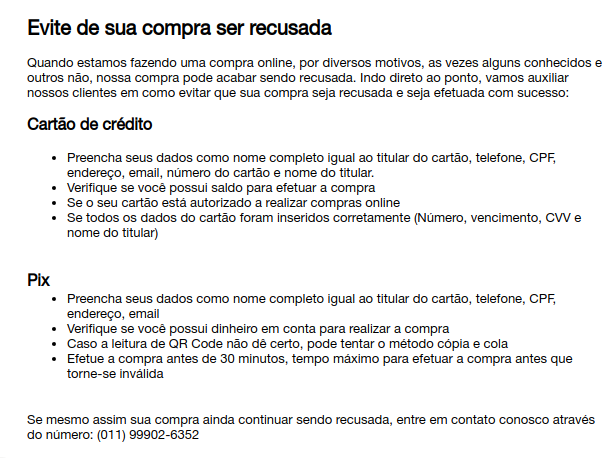 Evite de sua compra ser recusada
Quando estamos fazendo uma compra online, por diversos motivos, as vezes alguns conhecidos e
outros não, nossa compra pode acabar sendo recusada. Indo direto ao ponto, vamos auxiliar
nossos clientes em como evitar que sua compra seja recusada e seja efetuada com sucesso:
Cartão de crédito
• Preencha seus dados como nome completo igual ao titular do cartão, telefone, CPF,
endereço, email, número do cartão e nome do titular.
• Verifique se você possui saldo para efetuar a compra
• Se o seu cartão está autorizado a realizar compras online
• Se todos os dados do cartão foram inseridos corretamente (Número, vencimento, CVV e
nome do titular)
Pix
• Preencha seus dados como nome completo igual ao titular do cartão, telefone, CPF,
endereço, email
• Verifique se você possui dinheiro em conta para realizar a compra
• Caso a leitura de QR Code não dê certo, pode tentar o método cópia e cola
• Efetue a compra antes de 30 minutos, tempo máximo para efetuar a compra antes que
torne-se inválida
Se mesmo assim sua compra ainda continuar sendo recusada, entre em contato conosco através
do número: (011) 99902-6352